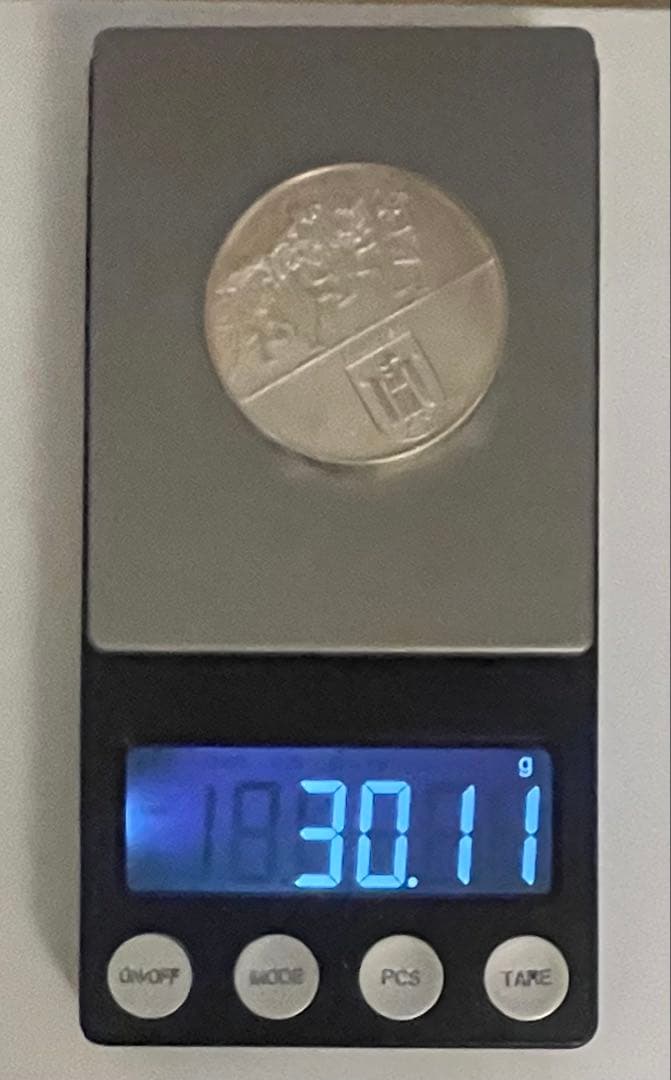 g
30.11
ON/OFF MODE PCS TARE